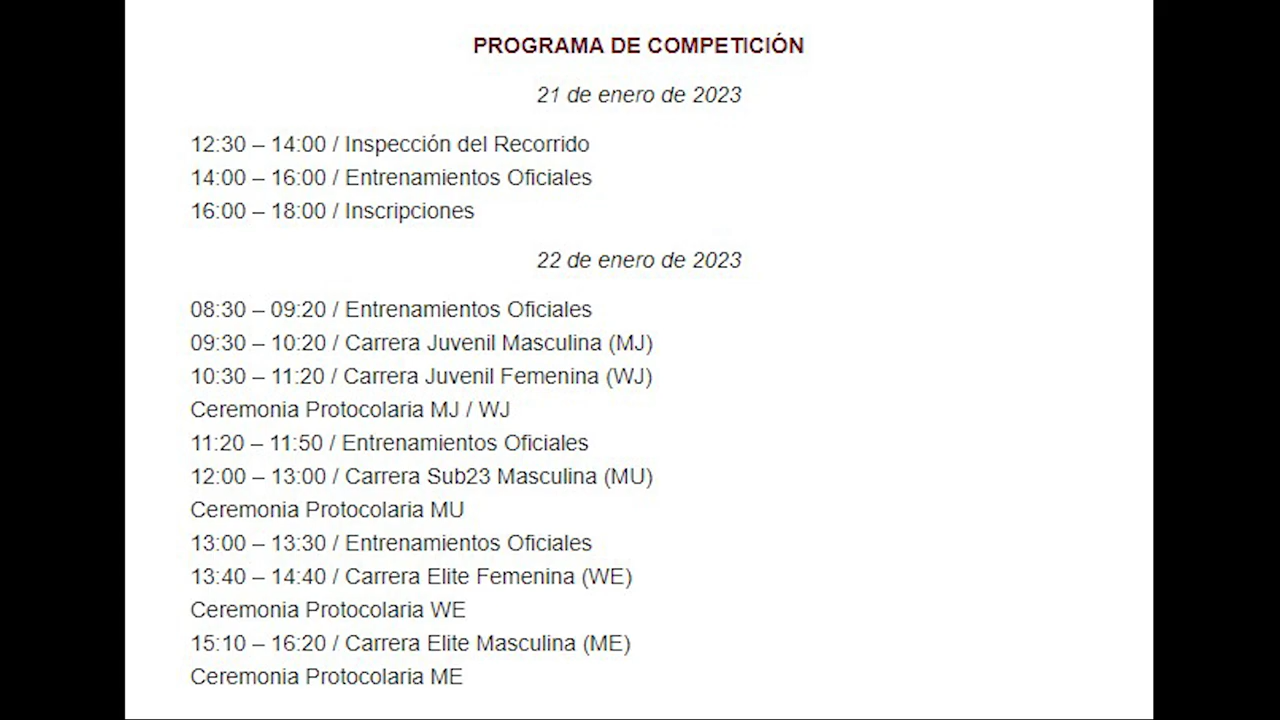 PROGRAMA DE COMPETICIÓN
21 de enero de 2023
12:30 – 14:00 / Inspección del Recorrido
14:00 – 16:00 / Entrenamientos Oficiales
16:00 – 18:00 / Inscripciones
22 de enero de 2023
08:30 – 09:20 / Entrenamientos Oficiales
09:30 – 10:20 / Carrera Juvenil Masculina (MJ)
10:30 – 11:20 / Carrera Juvenil Femenina (WJ)
Ceremonia Protocolaria MJ / WJ
11:20 – 11:50 / Entrenamientos Oficiales
12:00 – 13:00 / Carrera Sub23 Masculina (MU)
Ceremonia Protocolaria MU
13:00 – 13:30 / Entrenamientos Oficiales
13:40 – 14:40 / Carrera Elite Femenina (WE)
Ceremonia Protocolaria WE
15:10 – 16:20 / Carrera Elite Masculina (ME)
Ceremonia Protocolaria ME